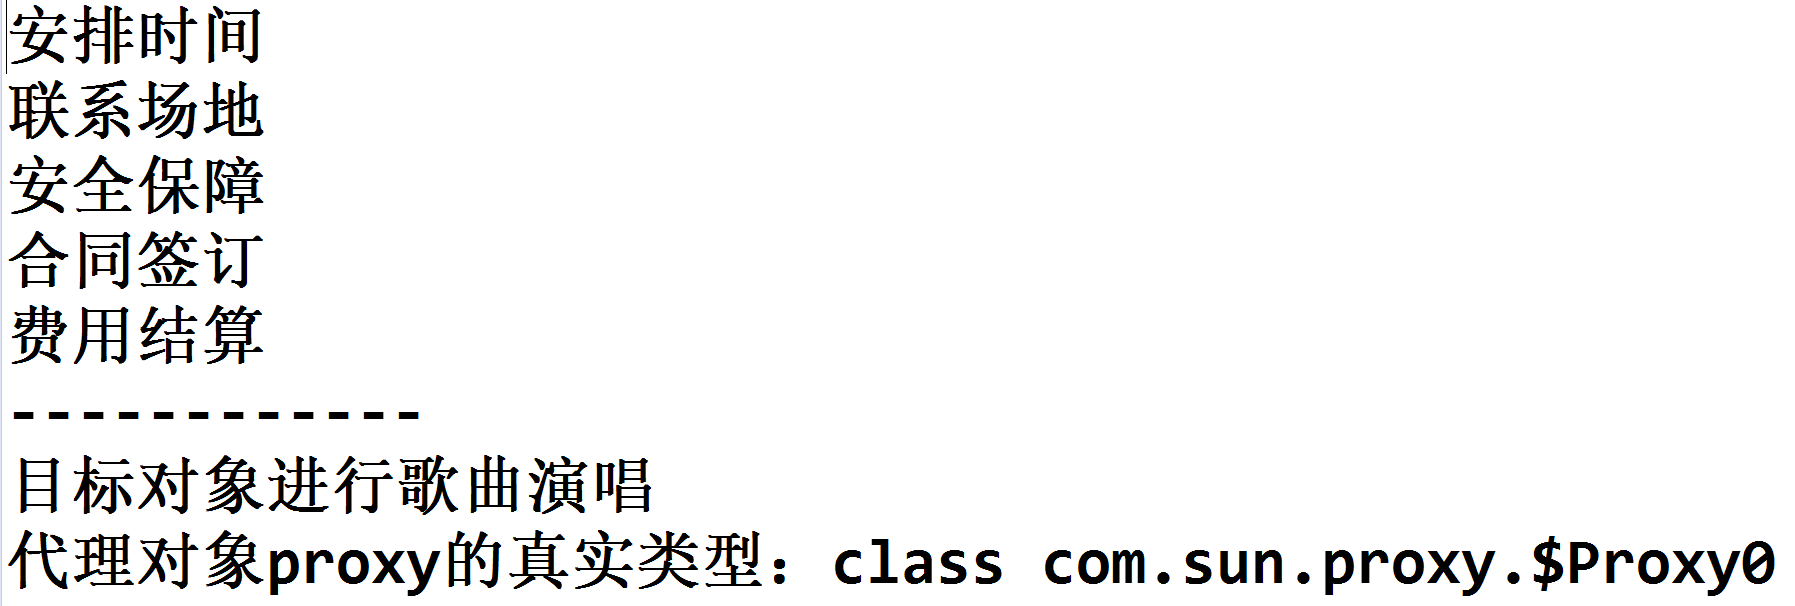 安排时间
联系场地
安全保障
合同签订
费用结算
------------
目标对象进行歌曲演唱
代理对象proxy的真实类型：class com.sun.proxy.$Proxy0